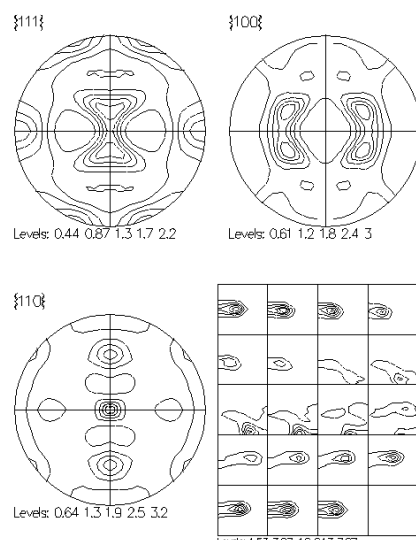 {111}
{100}
Levels: 0.44 0.87 1.3 1.7 2.2
Levels: 0.61 1.2 1.8 2.4 3
{110}
Levels: 0.64 1.3 1.9 2.5 3.2